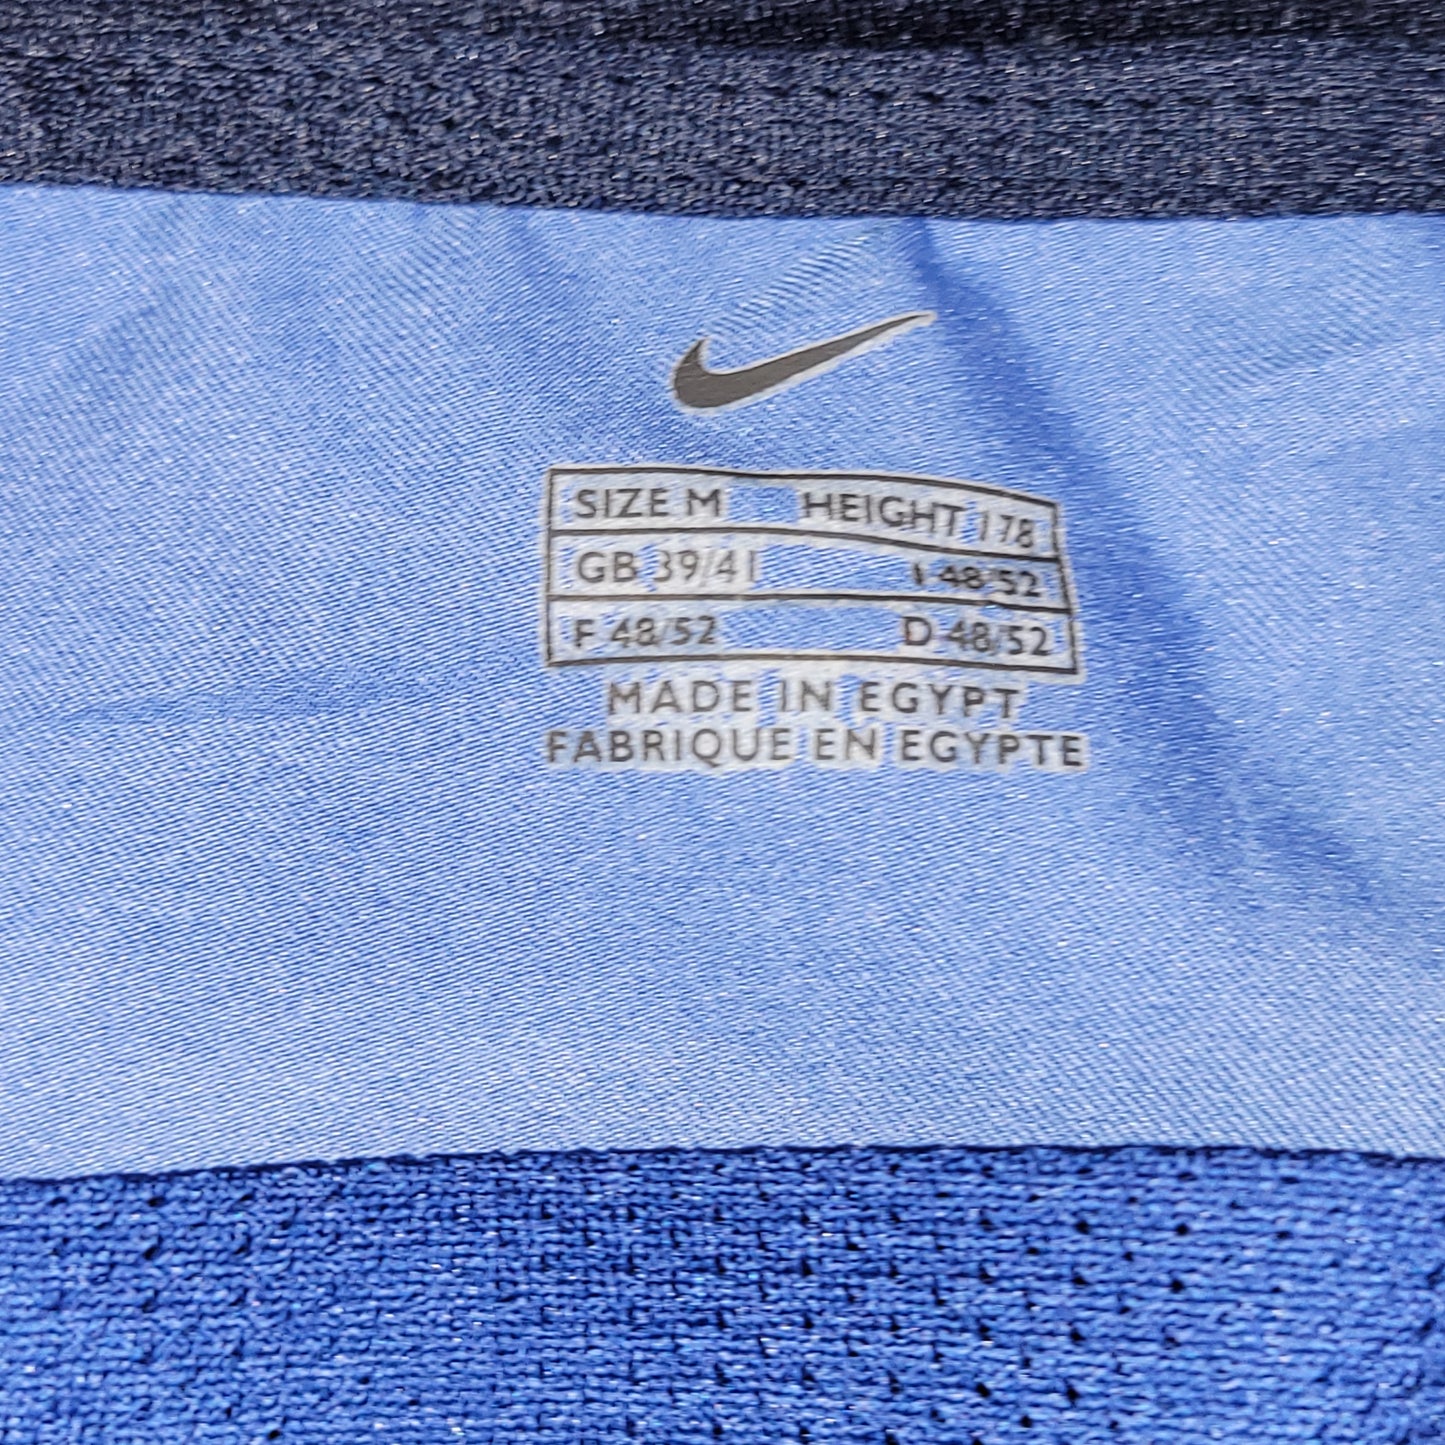 SIZE M HEIGHT 178
GB 39/41 I 48/52
F 48/52 D 48/52
MADE IN EGYPT
FABRIQUE EN EGYPTE